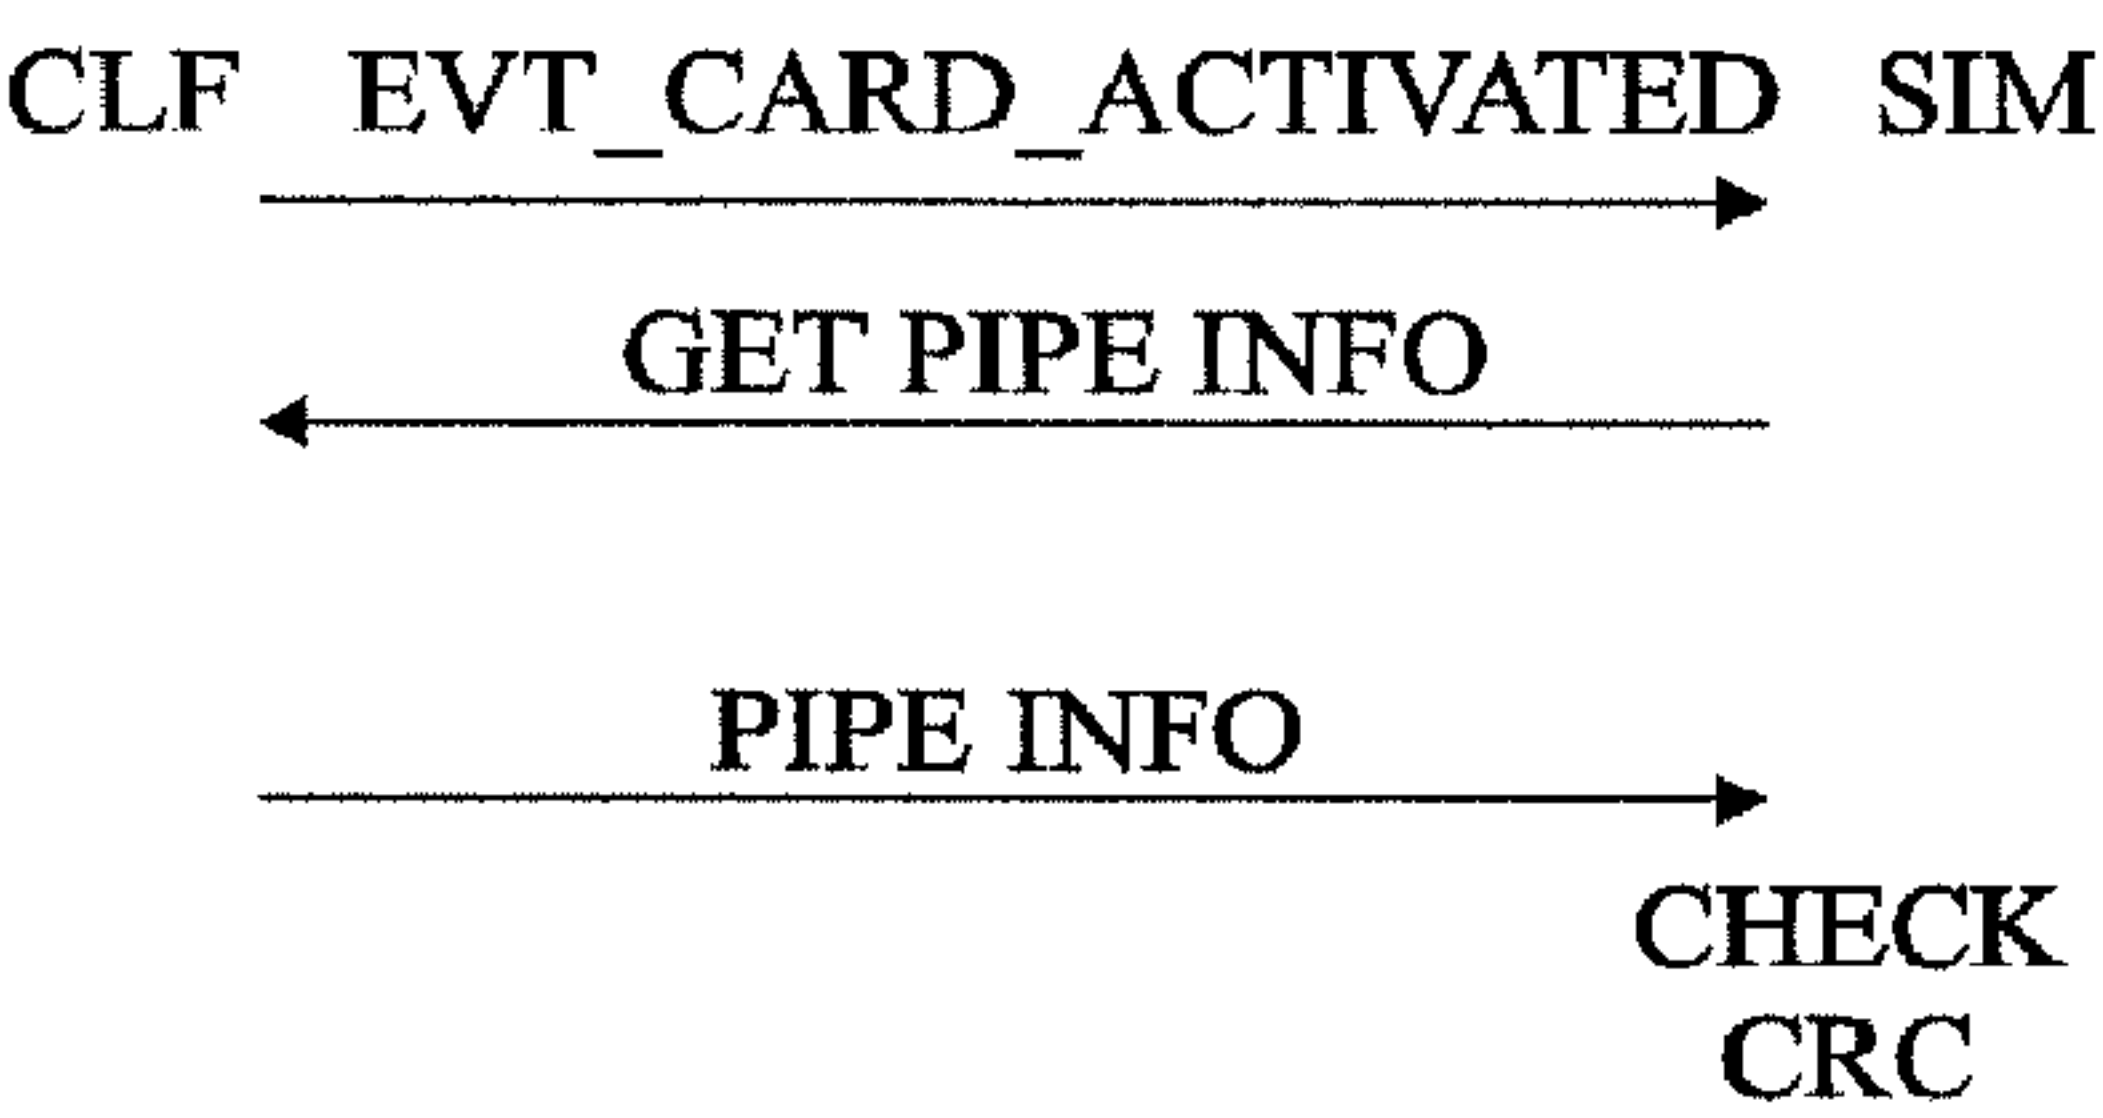 CLF EVT_CARD_ACTIVATED SIM
GET PIPE INFO
PIPE INFO
CHECK
CRC